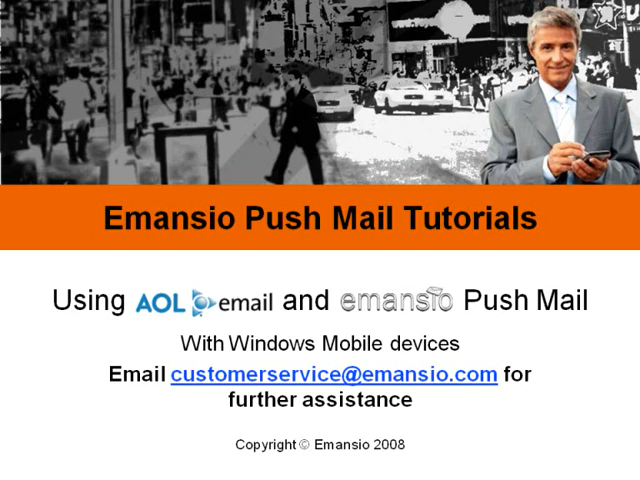 Emansio Push Mail Tutorials
Using AOL email and emansio Push Mail
With Windows Mobile devices
Email customerservice@emansio.com for
further assistance
Copyright © Emansio 2008